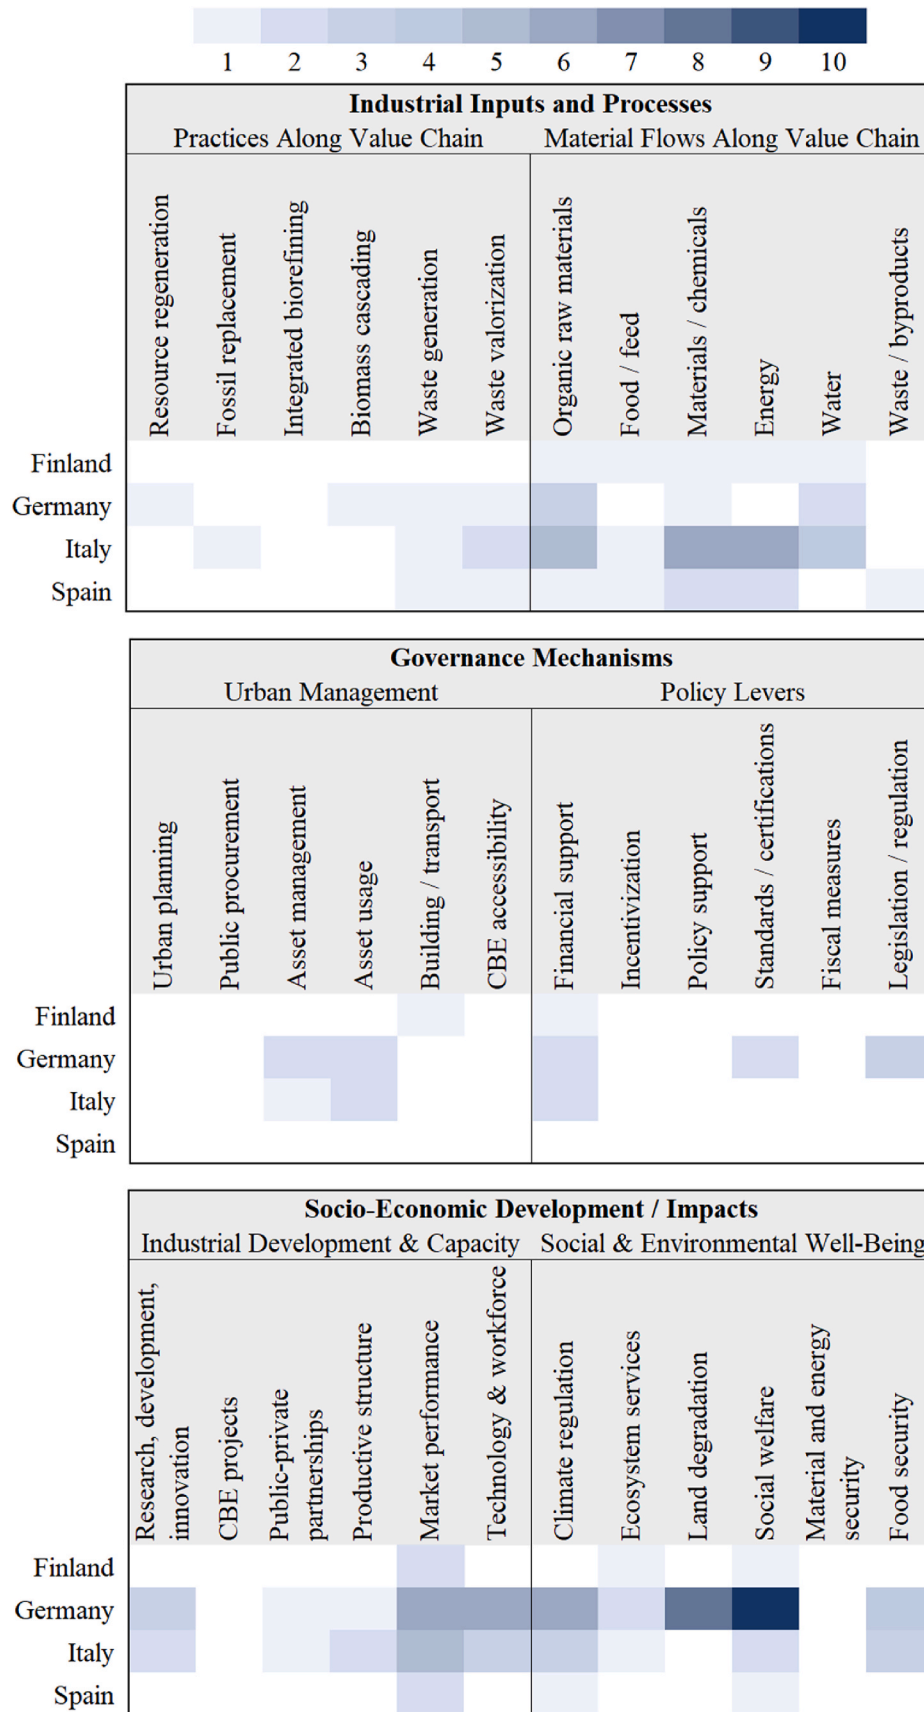 1 2 3 4 5 6 7 8 9 10
Industrial Inputs and Processes
Practices Along Value Chain
Material Flows Along Value Chain
Resource regeneration
Fossil replacement
Integrated biorefining
Biomass cascading
Waste generation
Waste valorization
Organic raw materials
Food / feed
Materials / chemicals
Energy
Water
Waste / byproducts
Finland
Germany
Italy
Spain
Governance Mechanisms
Urban Management
Policy Levers
Urban planning
Public procurement
Asset management
Asset usage
Building / transport
CBE accessibility
Financial support
Incentivization
Policy support
Standards / certifications
Fiscal measures
Legislation / regulation
Finland
Germany
Italy
Spain
Socio-Economic Development / Impacts
Industrial Development & Capacity
Social & Environmental Well-Being
Research, development,
innovation
CBE projects
Public-private
partnerships
Productive structure
Market performance
Technology & workforce
Climate regulation
Ecosystem services
Land degradation
Social welfare
Material and energy
security
Food security
Finland
Germany
Italy
Spain